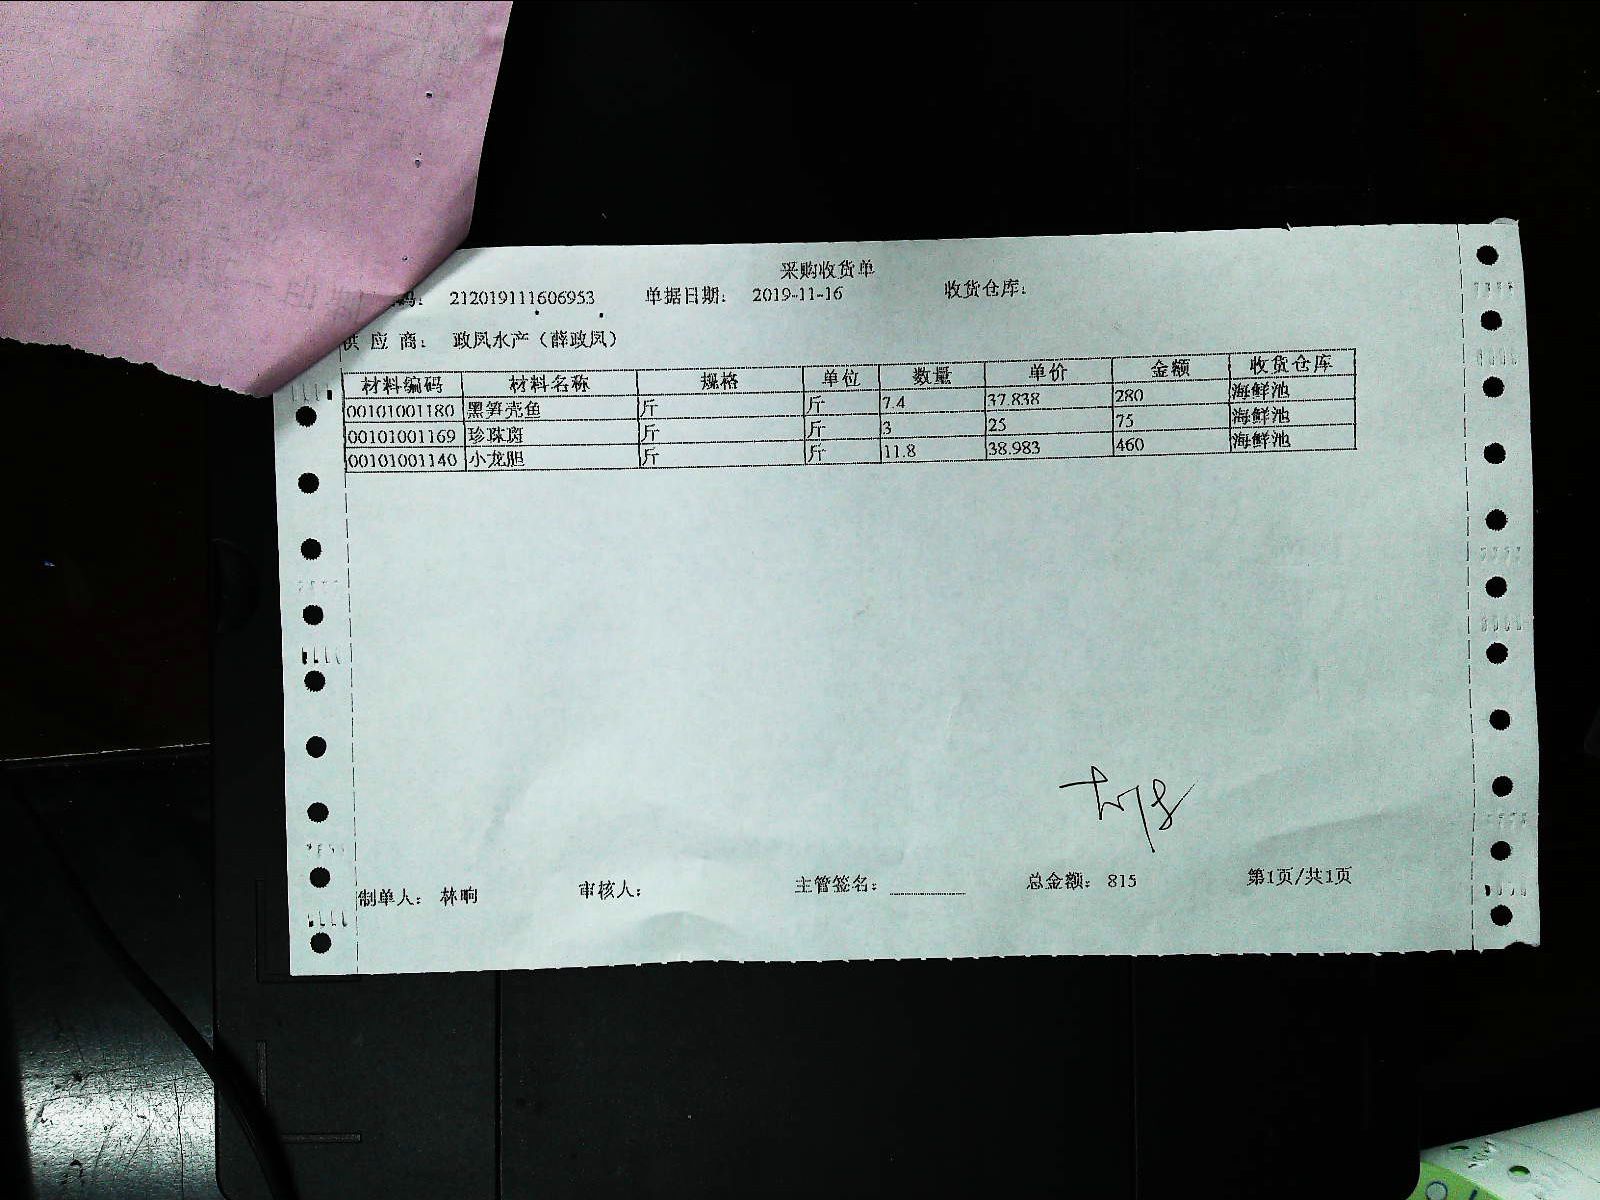 采购收货单
码： 212019111606953 单据日期： 2019-11-16 收货仓库：
供应商： 政凤水产（薛政凤）
材料编码 材料名称 规格 单位 数量 单价 金额 收货仓库
00101001180 黑笋壳鱼 斤 斤 7.4 37.838 280 海鲜池
00101001169 珍珠斑 斤 斤 3 25 75 海鲜池
00101001140 小龙胆 斤 斤 11.8 38.983 460 海鲜池
制单人： 林晌 审核人： 主管签名： 总金额： 815 第1页/共1页